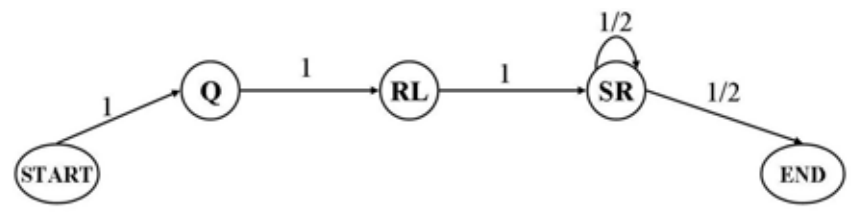 1/2
1
1
1
1/2
Q
RL
SR
START
END